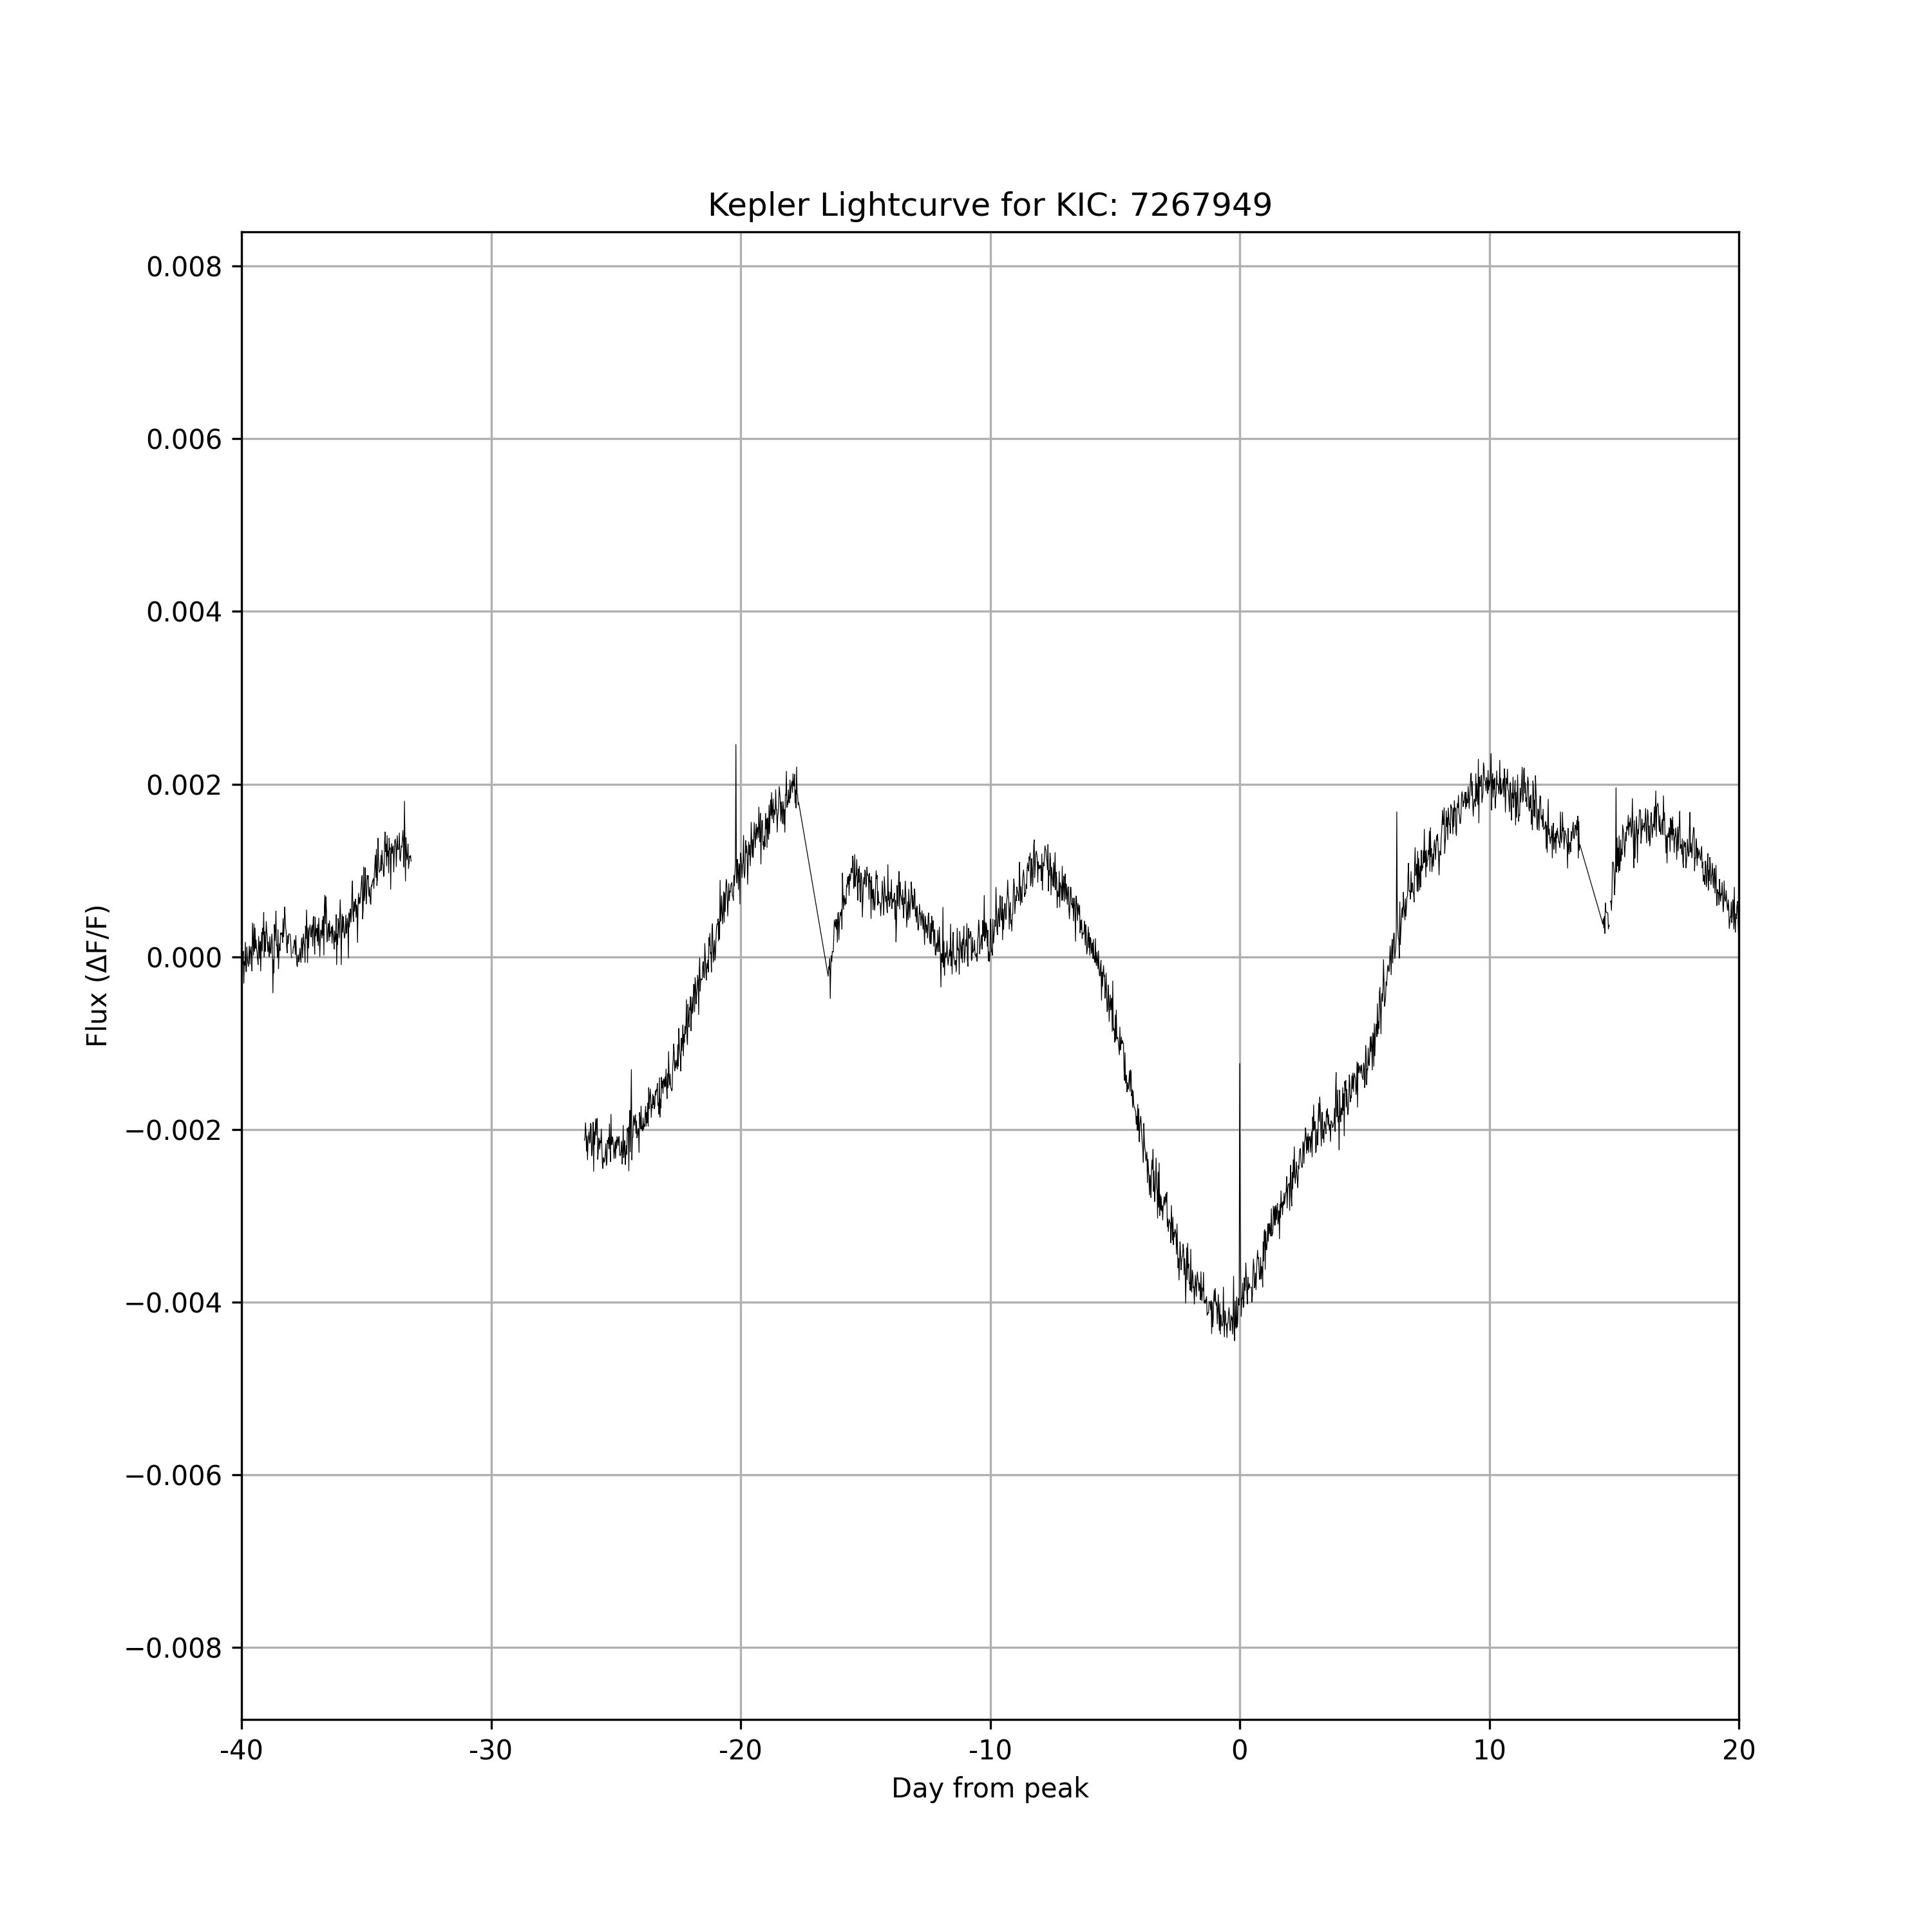 Kepler Lightcurve for KIC: 7267949
0.008
0.006
0.004
0.002
0.000
−0.002
−0.004
−0.006
−0.008
Flux (ΔF/F)
-40 -30 -20 -10 0 10 20
Day from peak